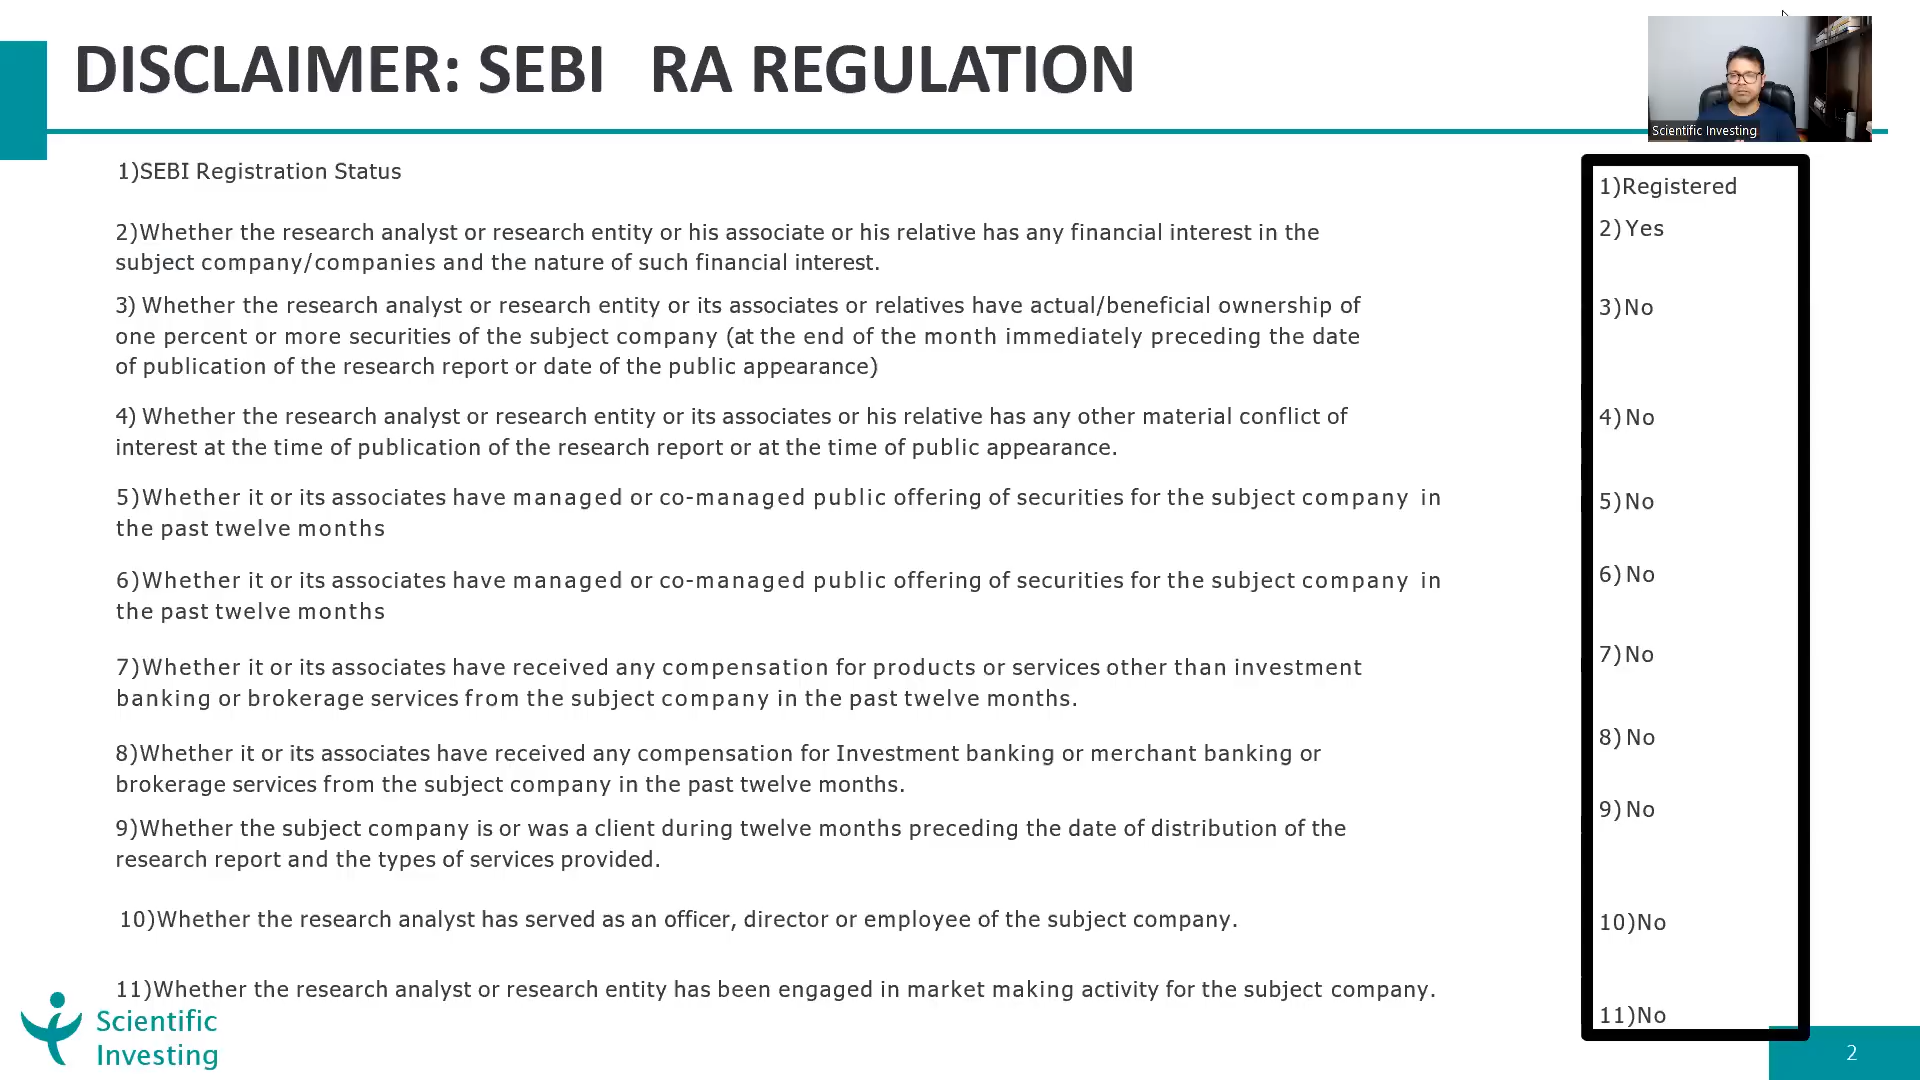 DISCLAIMER: SEBI RA REGULATION
Scientific Investing
1)SEBI Registration Status
1)Registered
2)Whether the research analyst or research entity or his associate or his relative has any financial interest in the
subject company/companies and the nature of such financial interest.
2)Yes
3) Whether the research analyst or research entity or its associates or relatives have actual/beneficial ownership of
one percent or more securities of the subject company (at the end of the month immediately preceding the date
of publication of the research report or date of the public appearance)
3)No
4) Whether the research analyst or research entity or its associates or his relative has any other material conflict of
interest at the time of publication of the research report or at the time of public appearance.
4)No
5)Whether it or its associates have managed or co-managed public offering of securities for the subject company in
the past twelve months
5)No
6)Whether it or its associates have managed or co-managed public offering of securities for the subject company in
the past twelve months
6)No
7)Whether it or its associates have received any compensation for products or services other than investment
banking or brokerage services from the subject company in the past twelve months.
7)No
8)Whether it or its associates have received any compensation for Investment banking or merchant banking or
brokerage services from the subject company in the past twelve months.
8)No
9)Whether the subject company is or was a client during twelve months preceding the date of distribution of the
research report and the types of services provided.
9)No
10)Whether the research analyst has served as an officer, director or employee of the subject company.
10)No
11)Whether the research analyst or research entity has been engaged in market making activity for the subject company.
11)No
Scientific
Investing
2